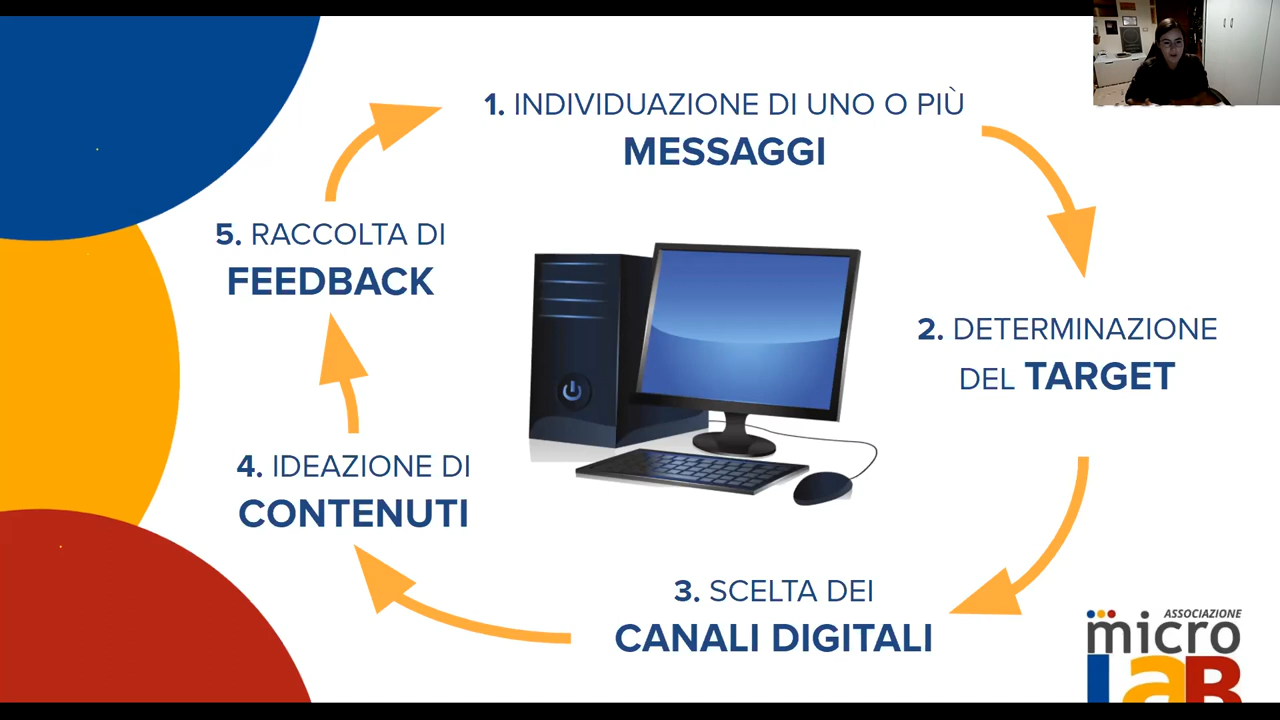 1. INDIVIDUAZIONE DI UNO O PIÙ
MESSAGGI
2. DETERMINAZIONE
DEL TARGET
3. SCELTA DEI
CANALI DIGITALI
4. IDEAZIONE DI
CONTENUTI
5. RACCOLTA DI
FEEDBACK
ASSOCIAZIONE
micro
LaB